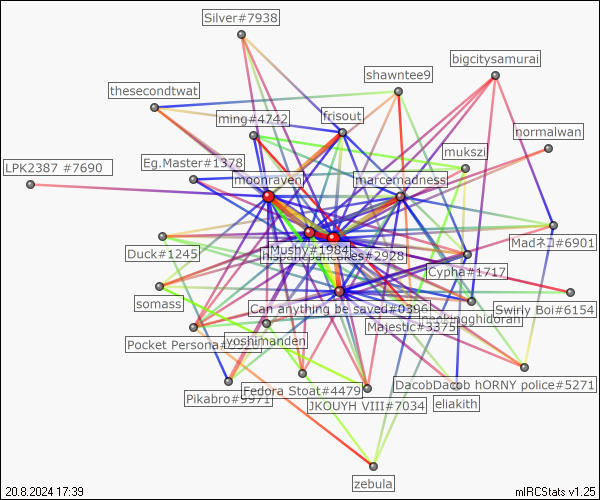 Silver#7938
bigcitysamurai
shawntee9
thesecondtwat
frisout
ming#4742
normalwan
mukszi
Eg.Master#1378
LPK2387 #7690
moonraven
marcemadness
Mushy#1984
Madネコ#6901
Duck#1245
hispanpancakes#2928
Cypha#1717
somass
Can anything be saved#0396
Swirly Boi#6154
Majestic#3375
yoshimanden
Pocket Persona#
DacobDacob hORNY police#5271
Fedora Stoat#4479
Pikabro#9971
JKOUYH VIII#7034
eliakith
zebula
20.8.2024 17:39
mIRCStats v1.25